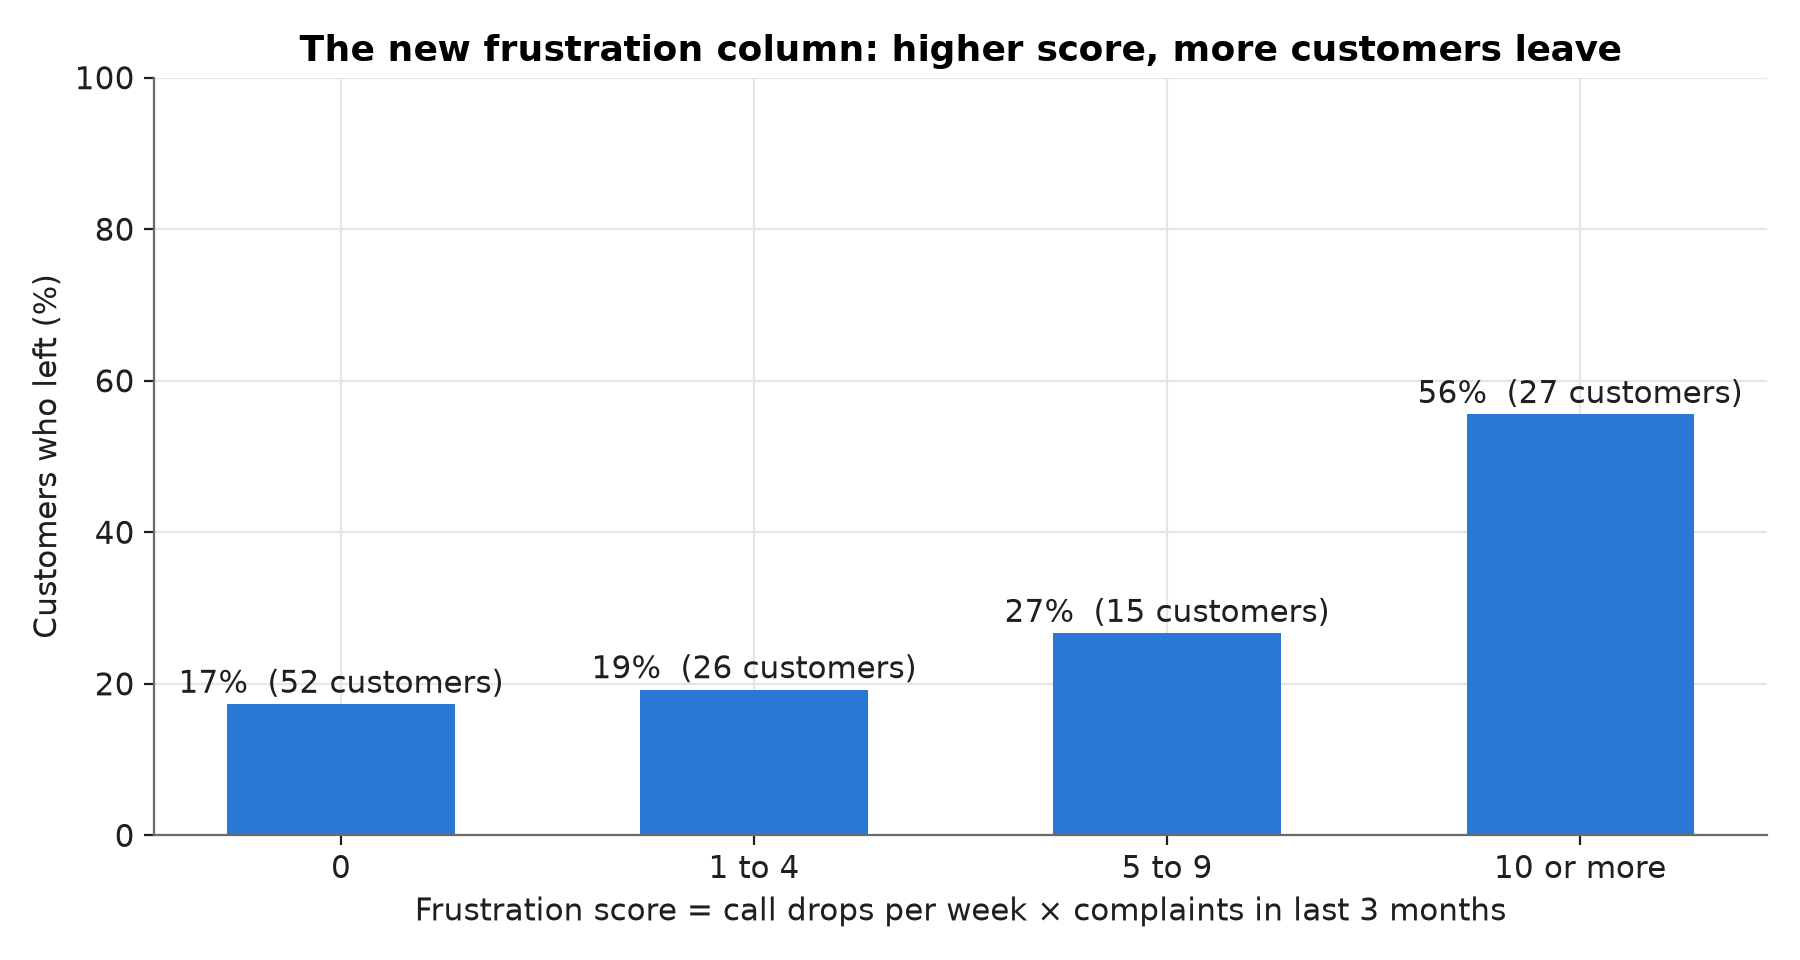 The new frustration column: higher score, more customers leave
Customers who left (%)
100
80
60
40
20
0
17%  (52 customers)
19%  (26 customers)
27%  (15 customers)
56%  (27 customers)
0
1 to 4
5 to 9
10 or more
Frustration score = call drops per week × complaints in last 3 months